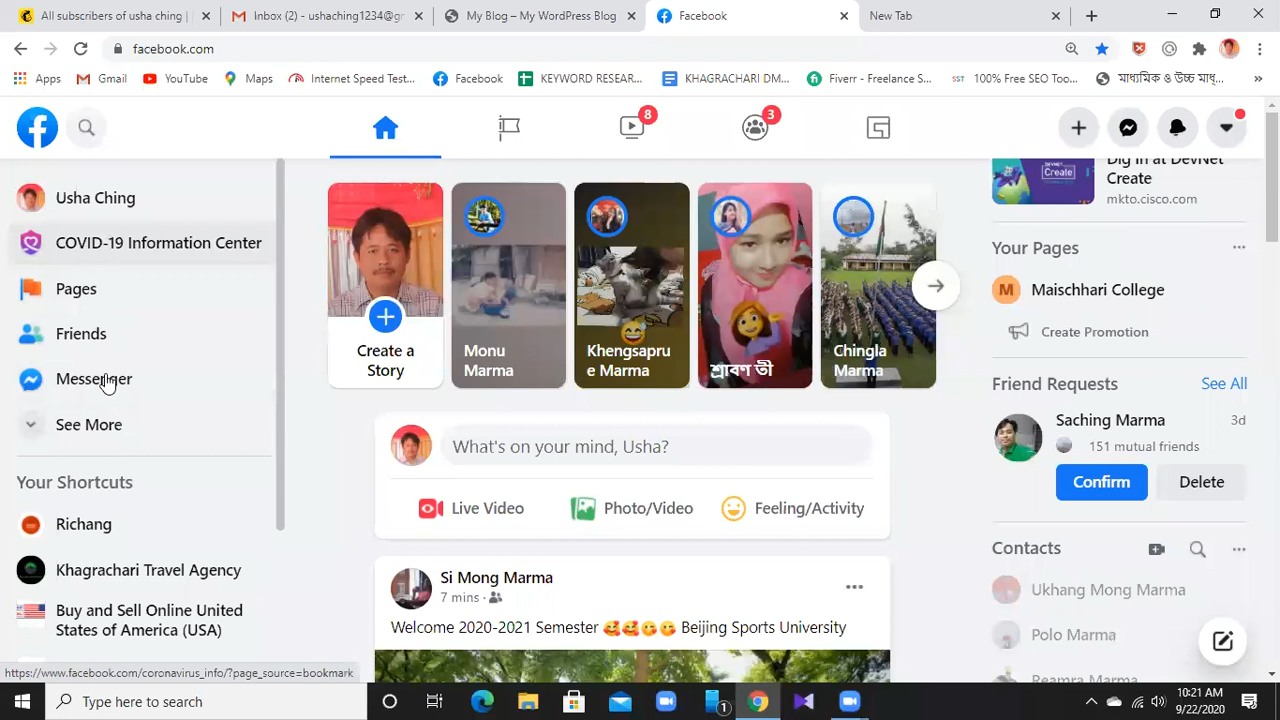 All subscribers of usha ching |
Inbox (2) - ushaching1234@g
My Blog – My WordPress Blog
Facebook
New Tab
facebook.com
Apps
Gmail
YouTube
Maps
Internet Speed Test...
Facebook
KEYWORD RESEAR...
KHAGRACHARI DM...
Fiverr - Freelance S...
SST
100% Free SEO Too...
মাধ্যমিক ও উচ্চ মাধ্...
»
8
3
Usha Ching
COVID-19 Information Center
Pages
Friends
Messenger
See More
Your Shortcuts
Richang
Khagrachari Travel Agency
Buy and Sell Online United
States of America (USA)
https://www.facebook.com/coronavirus_info/?page_source=bookmark
Create a
Story
Monu
Marma
Khengsapru
e Marma
শ্রাবণ তী
Chingla
Marma
What's on your mind, Usha?
Live Video
Photo/Video
Feeling/Activity
Si Mong Marma
7 mins ·
Welcome 2020-2021 Semester 🥰🥰😋😋 Beijing Sports University
Dig In at DevNet
Create
mkto.cisco.com
Your Pages
M
Maischhari College
Create Promotion
Friend Requests
See All
Saching Marma
3d
151 mutual friends
Confirm
Delete
Contacts
Ukhang Mong Marma
Polo Marma
Reamra Marma
Type here to search
1
10:21 AM
9/22/2020